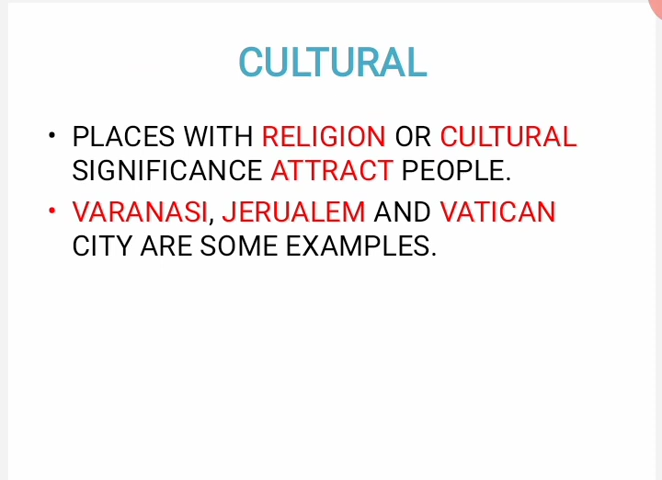 CULTURAL
• PLACES WITH RELIGION OR CULTURAL
SIGNIFICANCE ATTRACT PEOPLE.
• VARANASI, JERUALEM AND VATICAN
CITY ARE SOME EXAMPLES.